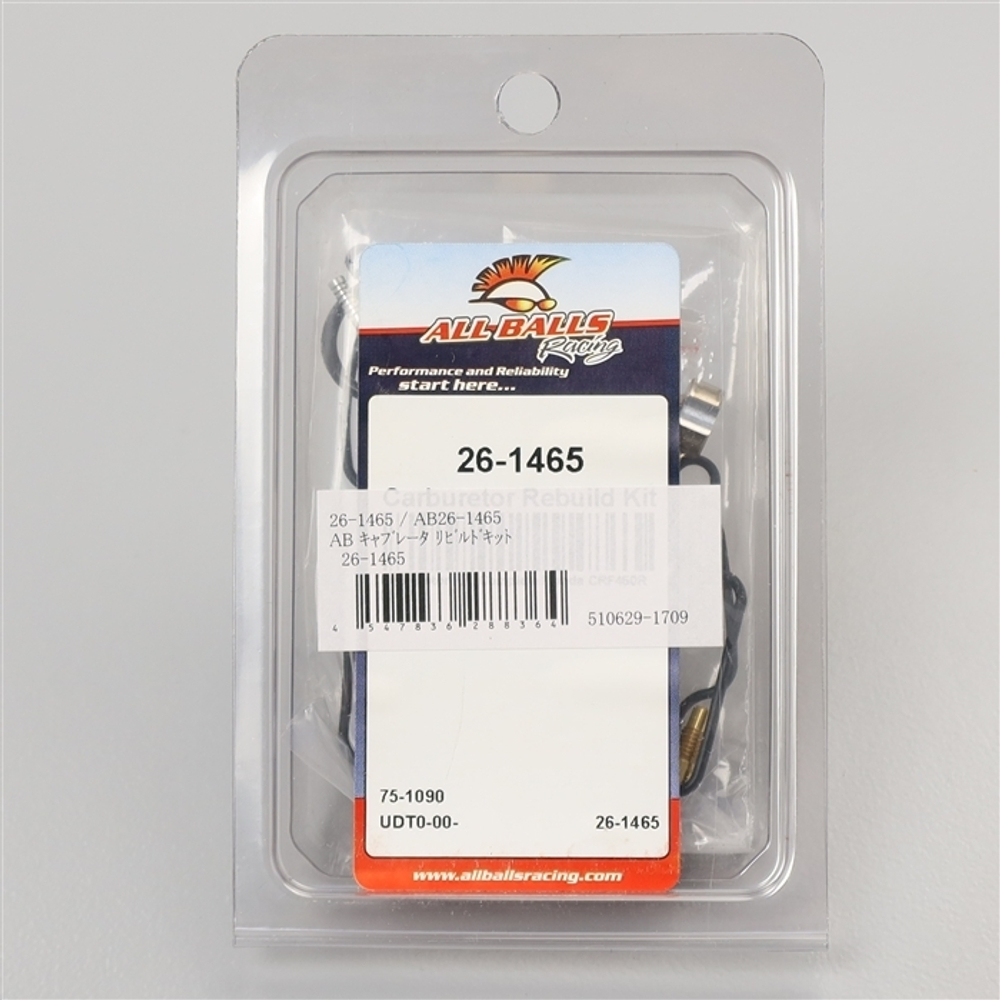 ALL BALLS
Racing
Performance and Reliability
start here...
26-1465
Carburetor Rebuild Kit
26-1465 / AB26-1465
AB ｷｬﾌﾞﾚｰﾀ ﾘﾋﾞﾙﾄﾞｷｯﾄ
26-1465
4 547836 288364
510629-1709
75-1090
UDT0-00-
26-1465
www.allballsracing.com